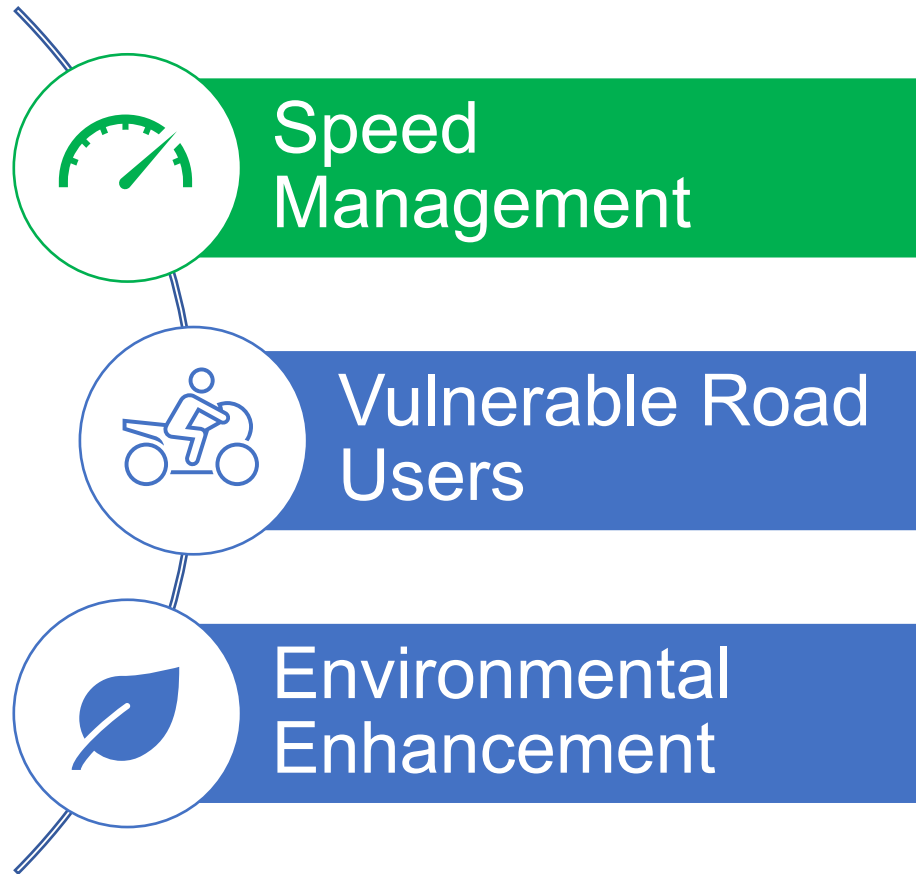 Speed
Management
Vulnerable Road
Users
Environmental
Enhancement